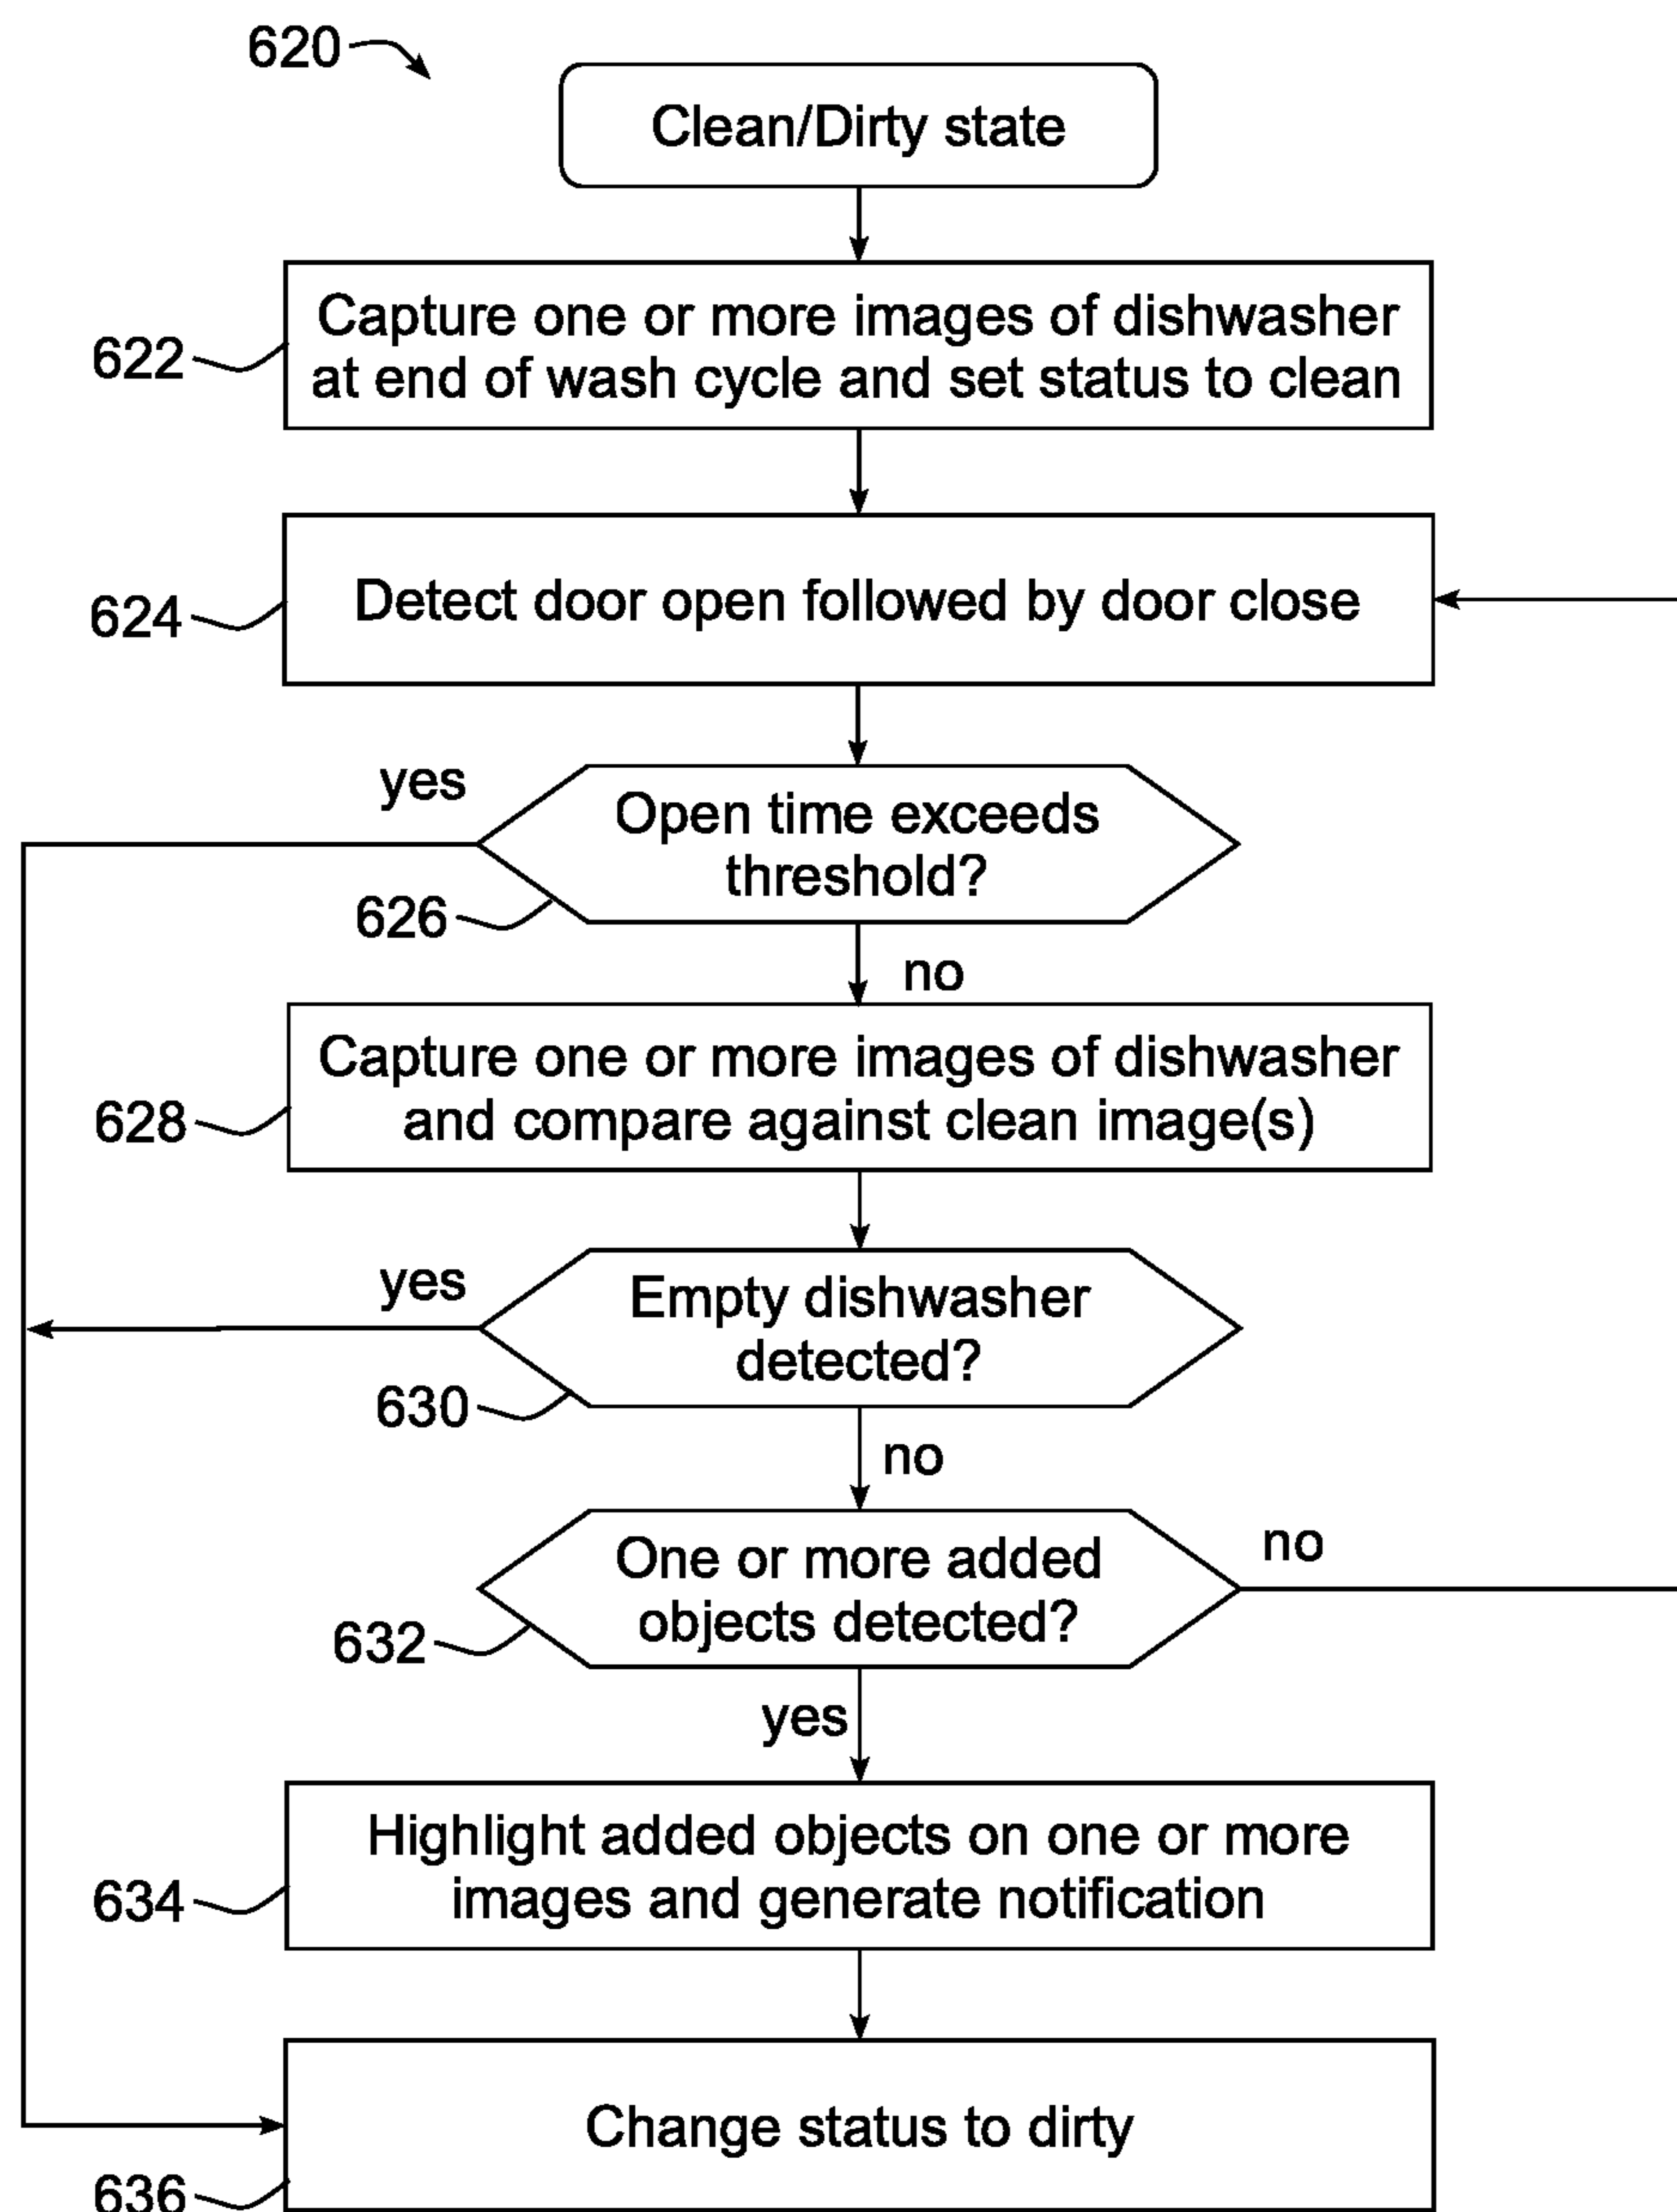 620
Clean/Dirty state
622
Capture one or more images of dishwasher
at end of wash cycle and set status to clean
624
Detect door open followed by door close
yes
Open time exceeds
threshold?
626
no
Capture one or more images of dishwasher
628
and compare against clean image(s)
yes
Empty dishwasher
detected?
630
no
One or more added
no
objects detected?
632
yes
Highlight added objects on one or more
634
images and generate notification
Change status to dirty
636